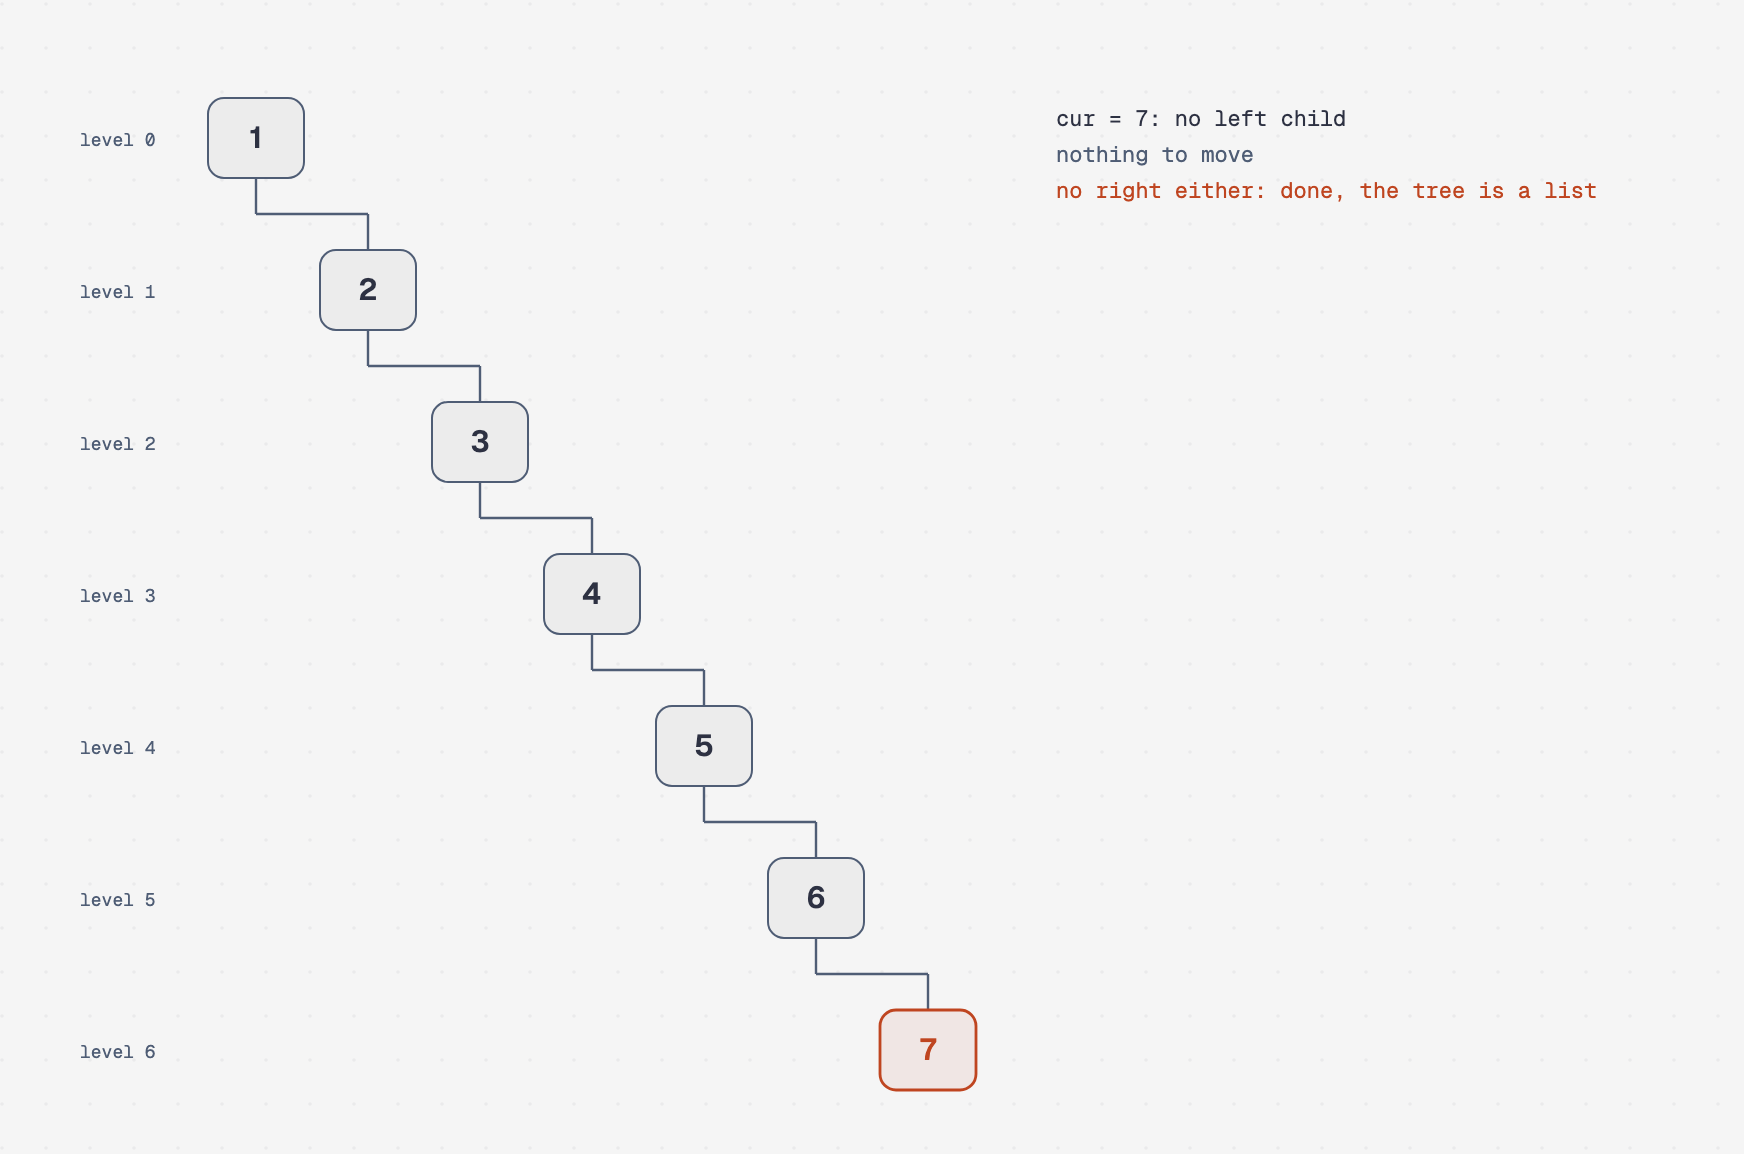 level 0
1
cur = 7: no left child
nothing to move
no right either: done, the tree is a list
level 1
2
level 2
3
level 3
4
level 4
5
level 5
6
level 6
7